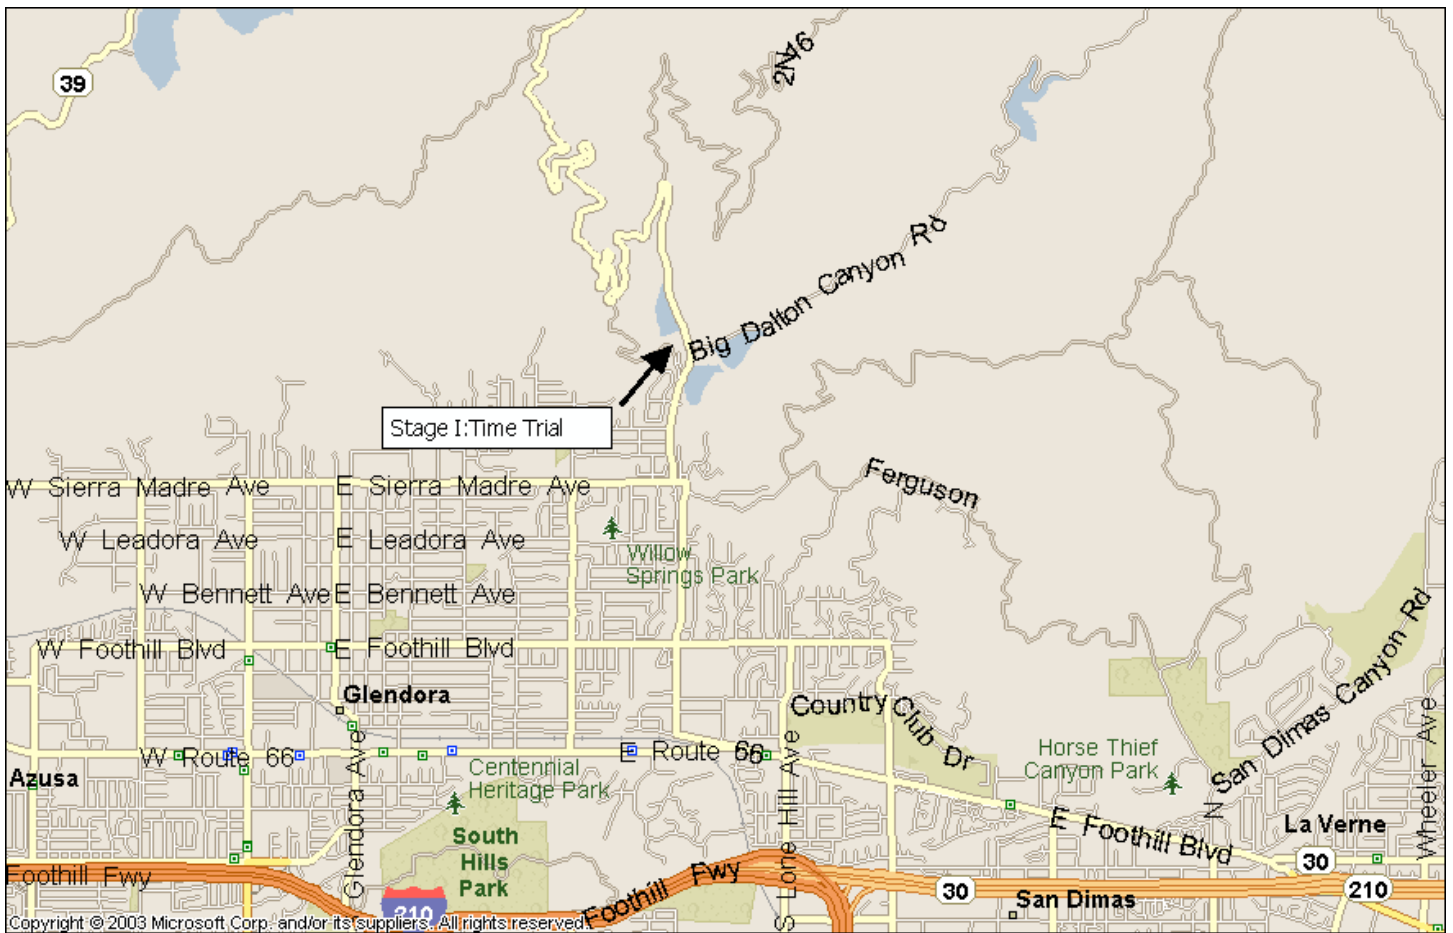 2N46
39
Big Dalton Canyon Rd
Stage I:Time Trial
Ferguson
W Sierra Madre Ave
E Sierra Madre Ave
W Leadora Ave
E Leadora Ave
Willow
Springs Park
W Bennett Ave
E Bennett Ave
W Foothill Blvd
E Foothill Blvd
Glendora
Country Club Dr
San Dimas Canyon Rd
N
Wheeler Ave
W Route 66
E Route 66
Horse Thief
Canyon Park
Azusa
Centennial
Heritage Park
Glendora Ave
S Lone Hill Ave
South
Hills
Park
E Foothill Blvd
La Verne
30
Foothill Fwy
Foothill Fwy
30
210
San Dimas
210
Copyright © 2003 Microsoft Corp. and/or its suppliers. All rights reserved.